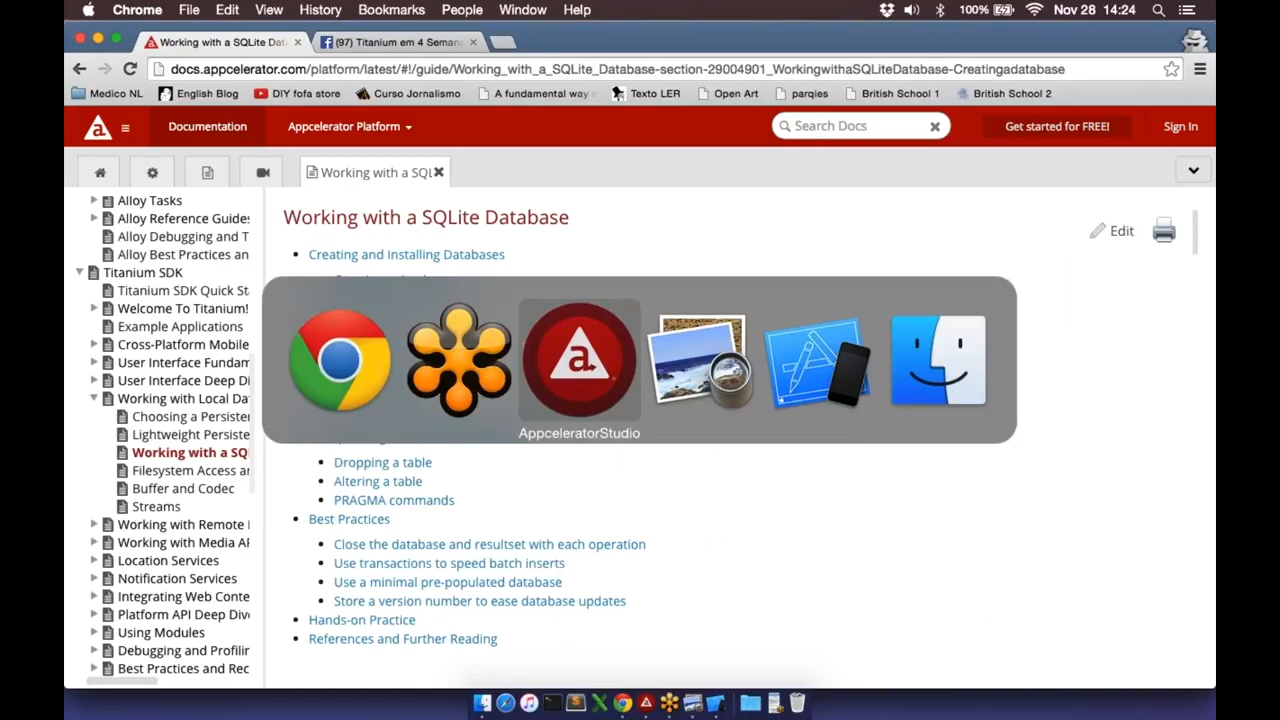 Chrome File Edit View History Bookmarks People Window Help 100% Nov 28 14:24
Working with a SQLite Dat
(97) Titanium em 4 Seman
docs.appcelerator.com/platform/latest/#!/guide/Working_with_a_SQLite_Database-section-29004901_WorkingwithaSQLiteDatabase-Creatingadatabase
Medico NL English Blog DIY fofa store Curso Jornalismo A fundamental way n Texto LER Open Art parqies British School 1 British School 2
Documentation Appcelerator Platform Search Docs Get started for FREE! Sign In
Working with a SQL
Alloy Tasks
Alloy Reference Guides
Alloy Debugging and T
Alloy Best Practices an
Titanium SDK
Titanium SDK Quick St
Welcome To Titanium!
Example Applications
Cross-Platform Mobile
User Interface Fundam
User Interface Deep Di
Working with Local Da
Choosing a Persister
Lightweight Persiste
Working with a SQ
Filesystem Access a
Buffer and Codec
Streams
Working with Remote
Working with Media AF
Location Services
Notification Services
Integrating Web Conte
Platform API Deep Dive
Using Modules
Debugging and Profilin
Best Practices and Rec
Working with a SQLite Database
Edit
Creating and Installing Databases
AppceleratorStudio
Dropping a table
Altering a table
PRAGMA commands
Best Practices
Close the database and resultset with each operation
Use transactions to speed batch inserts
Use a minimal pre-populated database
Store a version number to ease database updates
Hands-on Practice
References and Further Reading